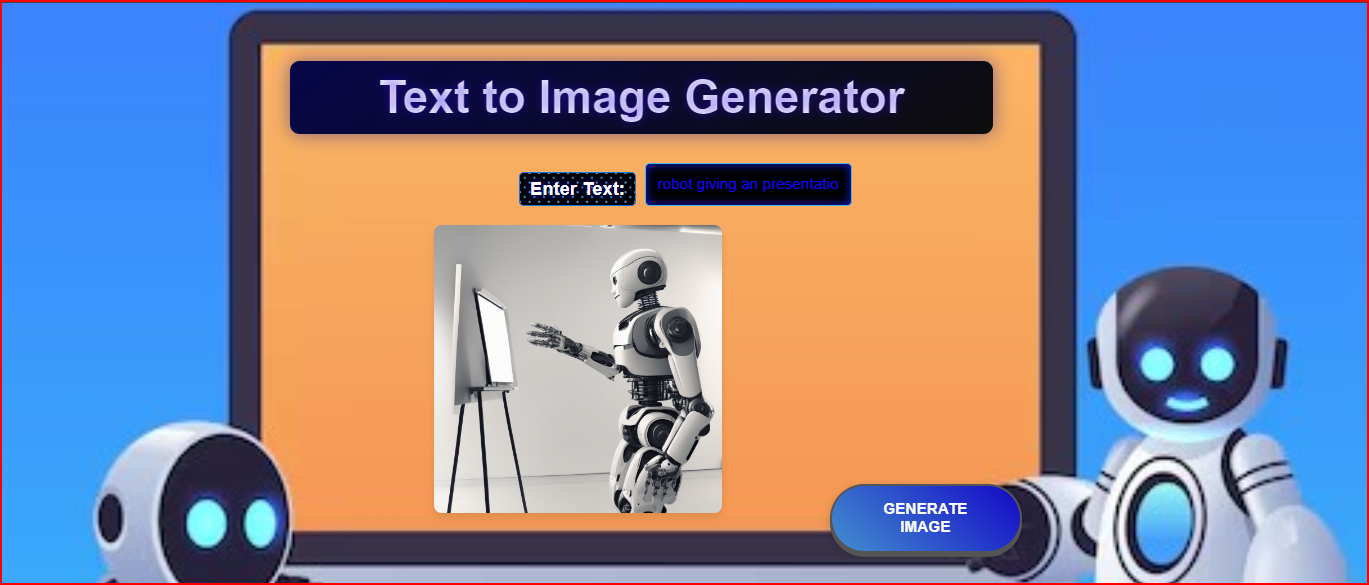 Text to Image Generator
Enter Text:
robot giving an presentatio
GENERATE
IMAGE